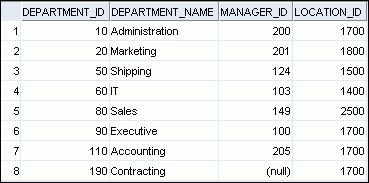 DEPARTMENT_ID DEPARTMENT_NAME MANAGER_ID LOCATION_ID
1 10 Administration 200 1700
2 20 Marketing 201 1800
3 50 Shipping 124 1500
4 60 IT 103 1400
5 80 Sales 149 2500
6 90 Executive 100 1700
7 110 Accounting 205 1700
8 190 Contracting (null) 1700